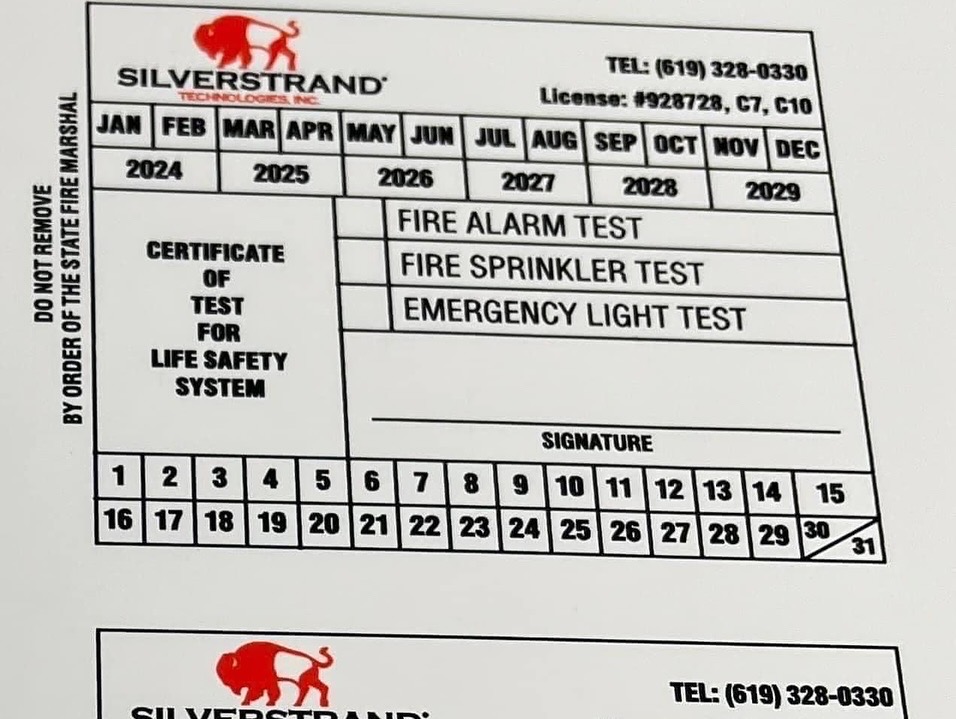 SILVERSTRAND®
TECHNOLOGIES, INC.
TEL: (619) 328-0330
License: #928728, C7, C10
JAN FEB MAR APR MAY JUN JUL AUG SEP OCT NOV DEC
2024 2025 2026 2027 2028 2029
DO NOT REMOVE
BY ORDER OF THE STATE FIRE MARSHAL
CERTIFICATE
OF
TEST
FOR
LIFE SAFETY
SYSTEM
FIRE ALARM TEST
FIRE SPRINKLER TEST
EMERGENCY LIGHT TEST
SIGNATURE
1 2 3 4 5 6 7 8 9 10 11 12 13 14 15
16 17 18 19 20 21 22 23 24 25 26 27 28 29 30 31
TEL: (619) 328-0330
SILVERSTRAND®